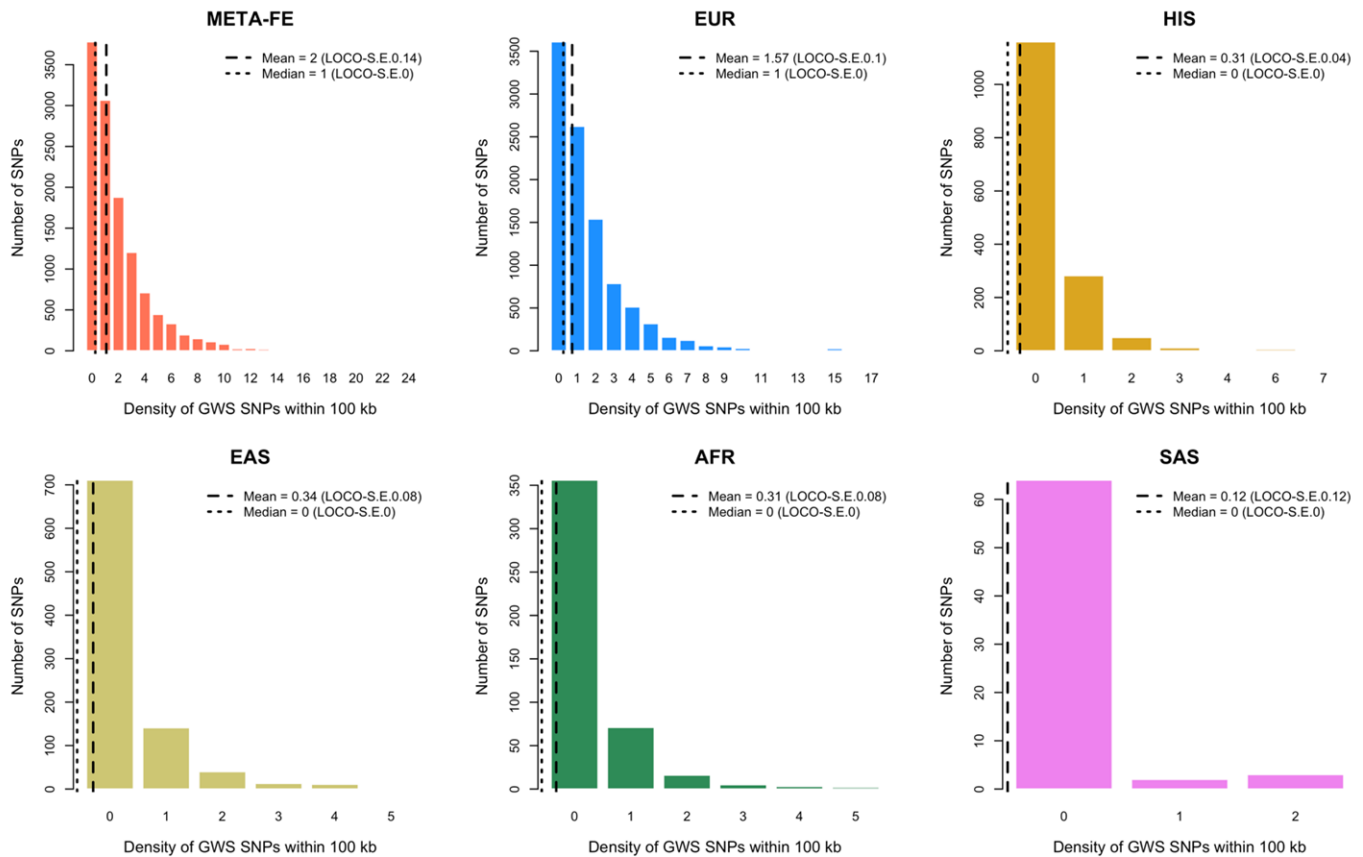 META-FE
Mean = 2 (LOCO-S.E.0.14)
Median = 1 (LOCO-S.E.0)
Number of SNPs
0 500 1000 1500 2000 2500 3000 3500
0 2 4 6 8 10 12 14 16 18 20 22 24
Density of GWS SNPs within 100 kb
EUR
Mean = 1.57 (LOCO-S.E.0.1)
Median = 1 (LOCO-S.E.0)
Number of SNPs
0 500 1000 1500 2000 2500 3000 3500
0 1 2 3 4 5 6 7 8 9 11 13 15 17
Density of GWS SNPs within 100 kb
HIS
Mean = 0.31 (LOCO-S.E.0.04)
Median = 0 (LOCO-S.E.0)
Number of SNPs
0 200 400 600 800 1000
0 1 2 3 4 6 7
Density of GWS SNPs within 100 kb
EAS
Mean = 0.34 (LOCO-S.E.0.08)
Median = 0 (LOCO-S.E.0)
Number of SNPs
0 100 200 300 400 500 600 700
0 1 2 3 4 5
Density of GWS SNPs within 100 kb
AFR
Mean = 0.31 (LOCO-S.E.0.08)
Median = 0 (LOCO-S.E.0)
Number of SNPs
0 50 100 150 200 250 300 350
0 1 2 3 4 5
Density of GWS SNPs within 100 kb
SAS
Mean = 0.12 (LOCO-S.E.0.12)
Median = 0 (LOCO-S.E.0)
Number of SNPs
0 10 20 30 40 50 60
0 1 2
Density of GWS SNPs within 100 kb